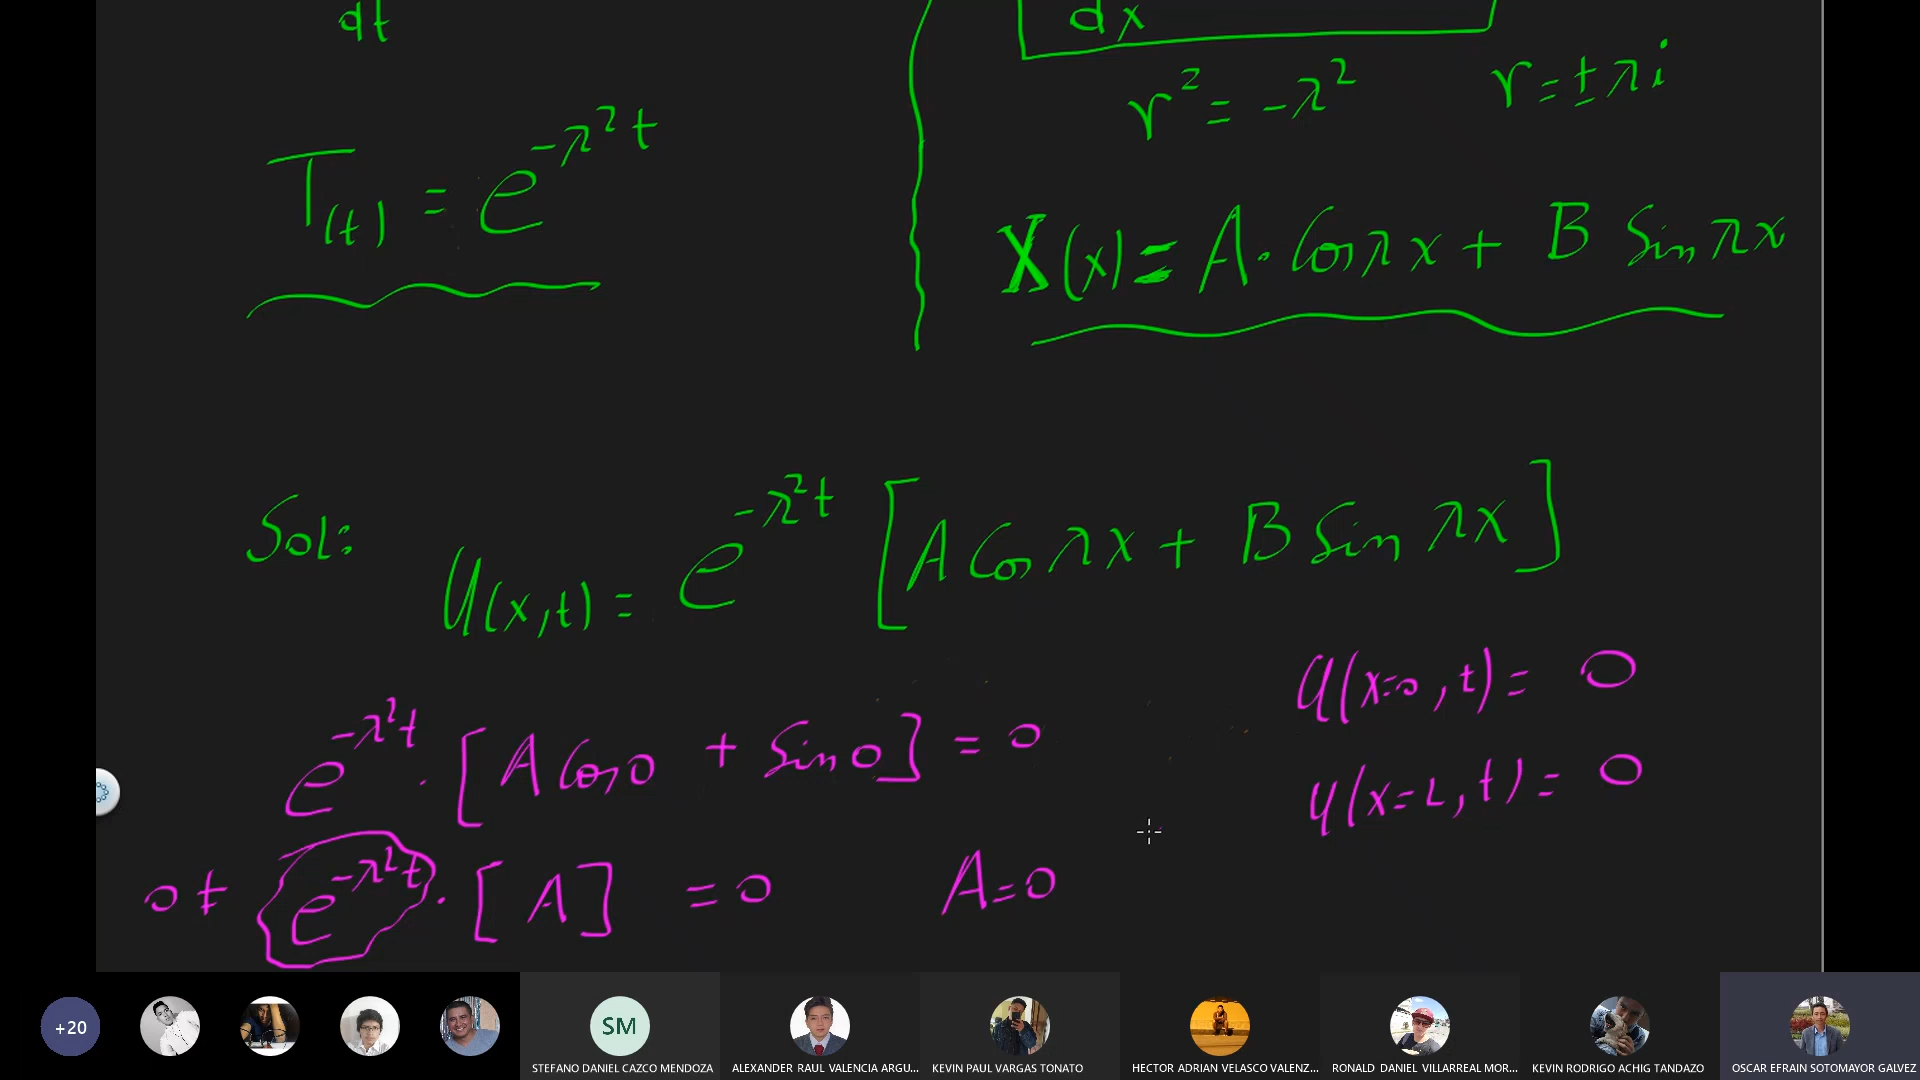 dt
dx
r² = -λ² r = ± λi
T(t) = e^{-λ²t}
X(x) = A · Cos λx + B Sin λx
Sol: U(x,t) = e^{-λ²t} [A Cos λx + B Sin λx]
U(x=0, t) = 0
e^{-λ²t} · [A Cos 0 + Sin 0] = 0
U(x=L, t) = 0
0 ≠ e^{-λ²t} · [A] = 0 A=0
+20
SM
STEFANO DANIEL CAZCO MENDOZA
ALEXANDER RAUL VALENCIA ARGU...
KEVIN PAUL VARGAS TONATO
HECTOR ADRIAN VELASCO VALENZ...
RONALD DANIEL VILLARREAL MOR...
KEVIN RODRIGO ACHIG TANDAZO
OSCAR EFRAIN SOTOMAYOR GALVEZ